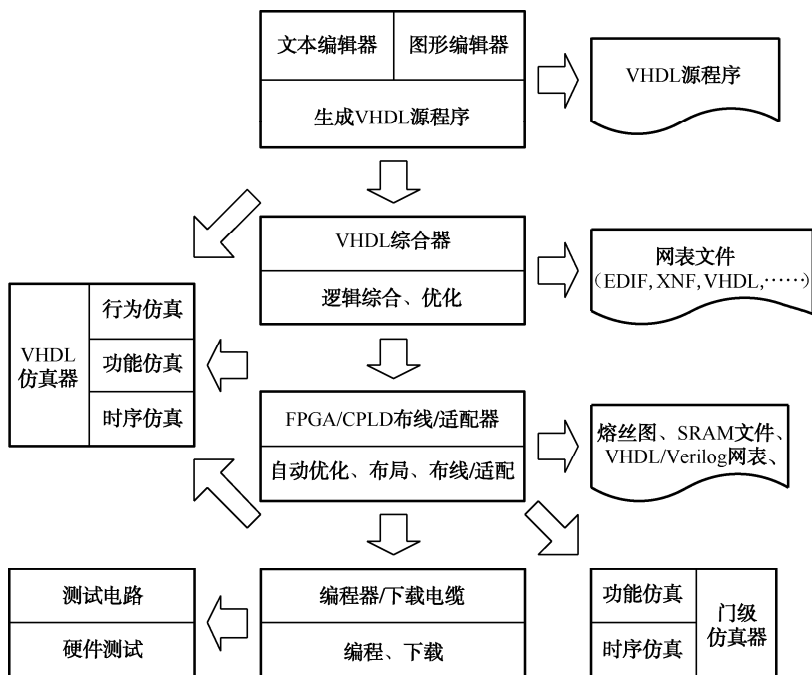 文本编辑器
图形编辑器
生成VHDL源程序
VHDL源程序
VHDL综合器
逻辑综合、优化
网表文件
(EDIF, XNF, VHDL, ······)
VHDL
仿真器
行为仿真
功能仿真
时序仿真
FPGA/CPLD布线/适配器
自动优化、布局、布线/适配
熔丝图、SRAM文件、
VHDL/Verilog网表、
测试电路
硬件测试
编程器/下载电缆
编程、下载
功能仿真
时序仿真
门级
仿真器